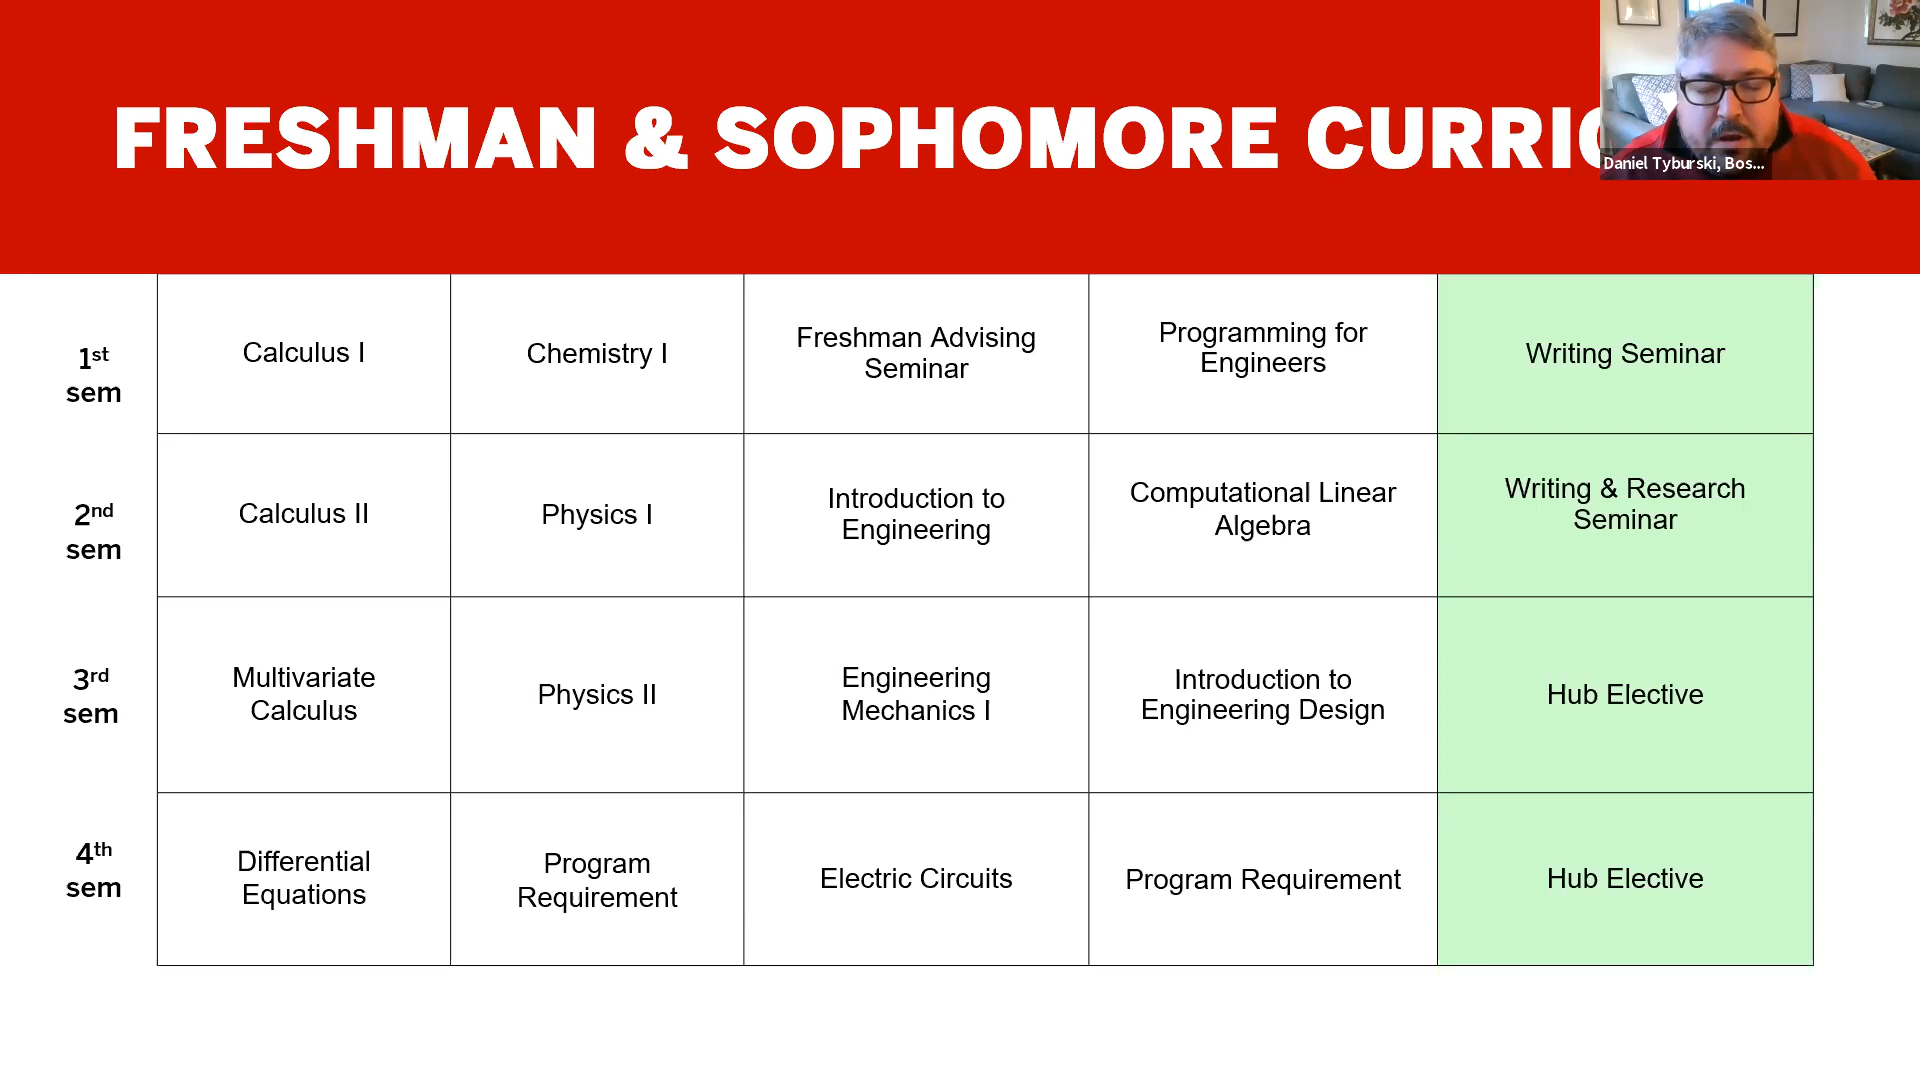 FRESHMAN & SOPHOMORE
Daniel Tyburski, Bos...
1st sem
Calculus I
Chemistry I
Freshman Advising
Seminar
Programming for
Engineers
Writing Seminar
2nd sem
Calculus II
Physics I
Introduction to
Engineering
Computational Linear
Algebra
Writing & Research
Seminar
3rd sem
Multivariate
Calculus
Physics II
Engineering
Mechanics I
Introduction to
Engineering Design
Hub Elective
4th sem
Differential
Equations
Program
Requirement
Electric Circuits
Program Requirement
Hub Elective